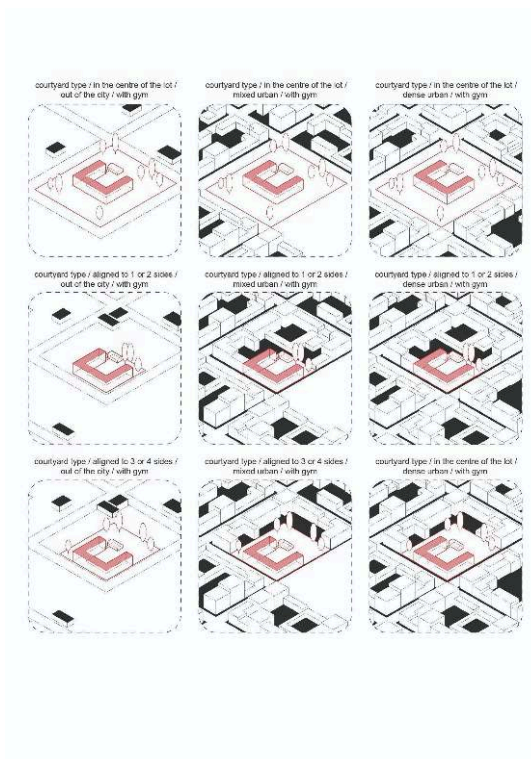 courtyard type / in the centre of the lot /
out of the city / with gym
courtyard type / in the centre of the lot /
mixed urban / with gym
courtyard type / in the centre of the lot /
dense urban / with gym
courtyard type / aligned to 1 or 2 sides /
out of the city / with gym
courtyard type / aligned to 1 or 2 sides /
mixed urban / with gym
courtyard type / aligned to 1 or 2 sides /
dense urban / with gym
courtyard type / aligned to 3 or 4 sides /
out of the city / with gym
courtyard type / aligned to 3 or 4 sides /
mixed urban / with gym
courtyard type / in the centre of the lot /
dense urban / with gym